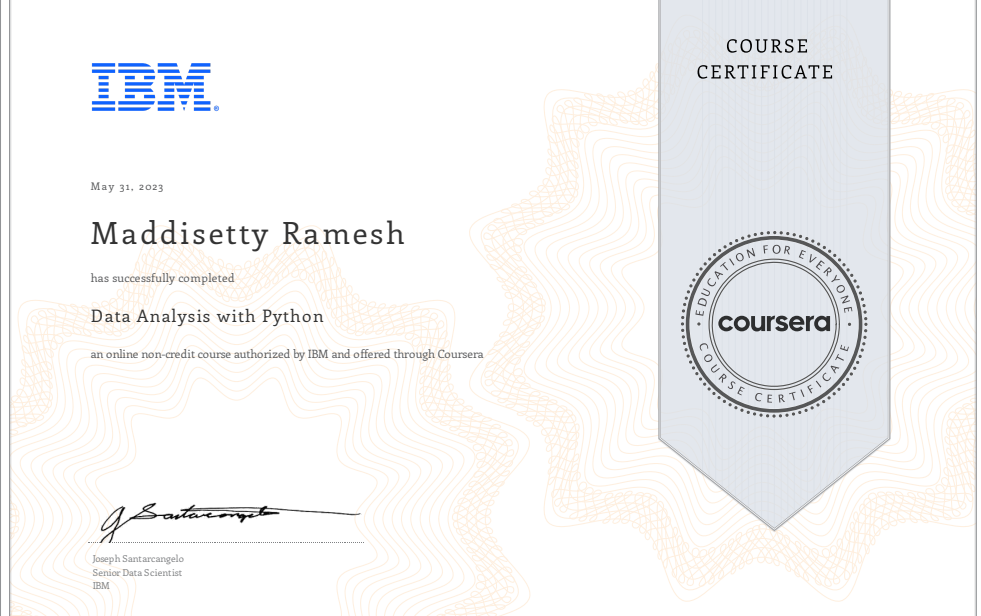 COURSE
CERTIFICATE
IBM®
May 31, 2023
Maddisetty Ramesh
has successfully completed
Data Analysis with Python
an online non-credit course authorized by IBM and offered through Coursera
EDUCATION FOR EVERYONE
coursera
COURSE CERTIFICATE
G Santarcangelo
Joseph Santarcangelo
Senior Data Scientist
IBM